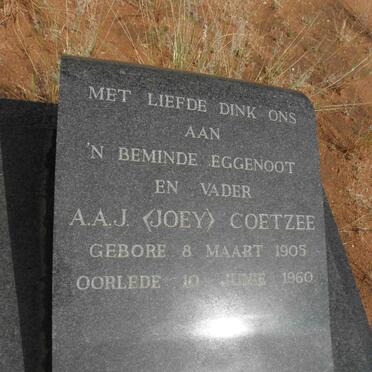 MET LIEFDE DINK ONS
AAN
'N BEMINDE EGGENOOT
EN VADER
A.A.J. <JOEY> COETZEE
GEBORE 8 MAART 1905
OORLEDE 10 JUNIE 1960